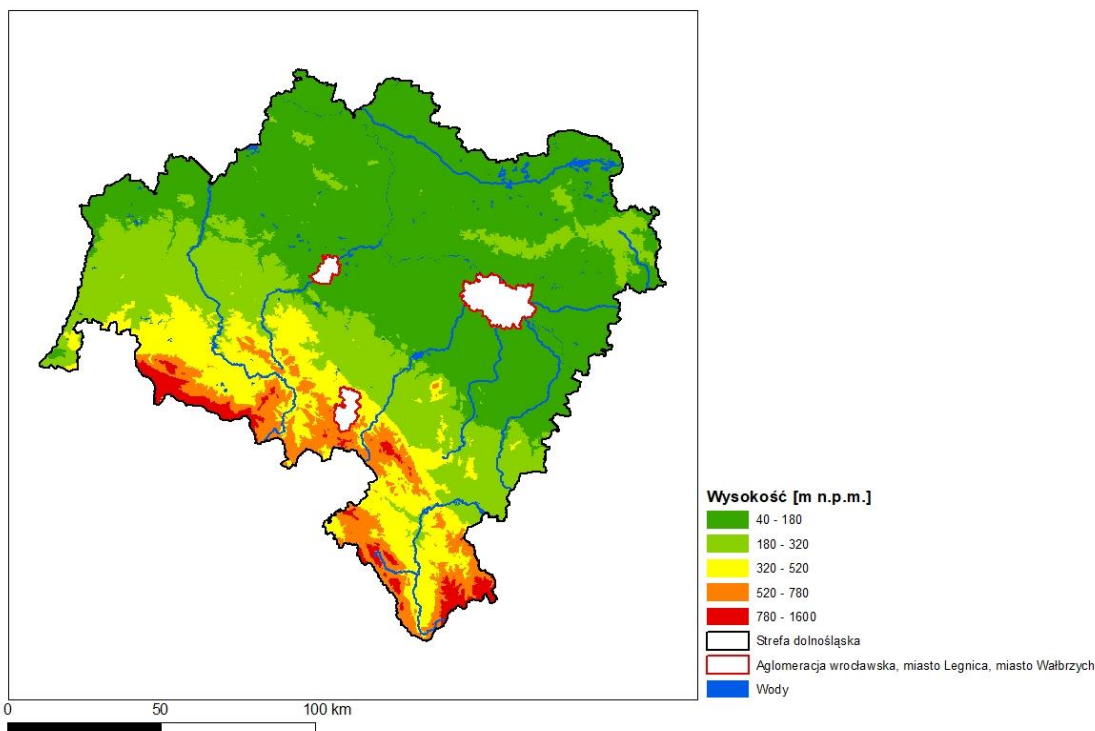 Wysokość [m n.p.m.]
40 - 180
180 - 320
320 - 520
520 - 780
780 - 1600
Strefa dolnośląska
Aglomeracja wrocławska, miasto Legnica, miasto Wałbrzych
Wody
0 50 100 km